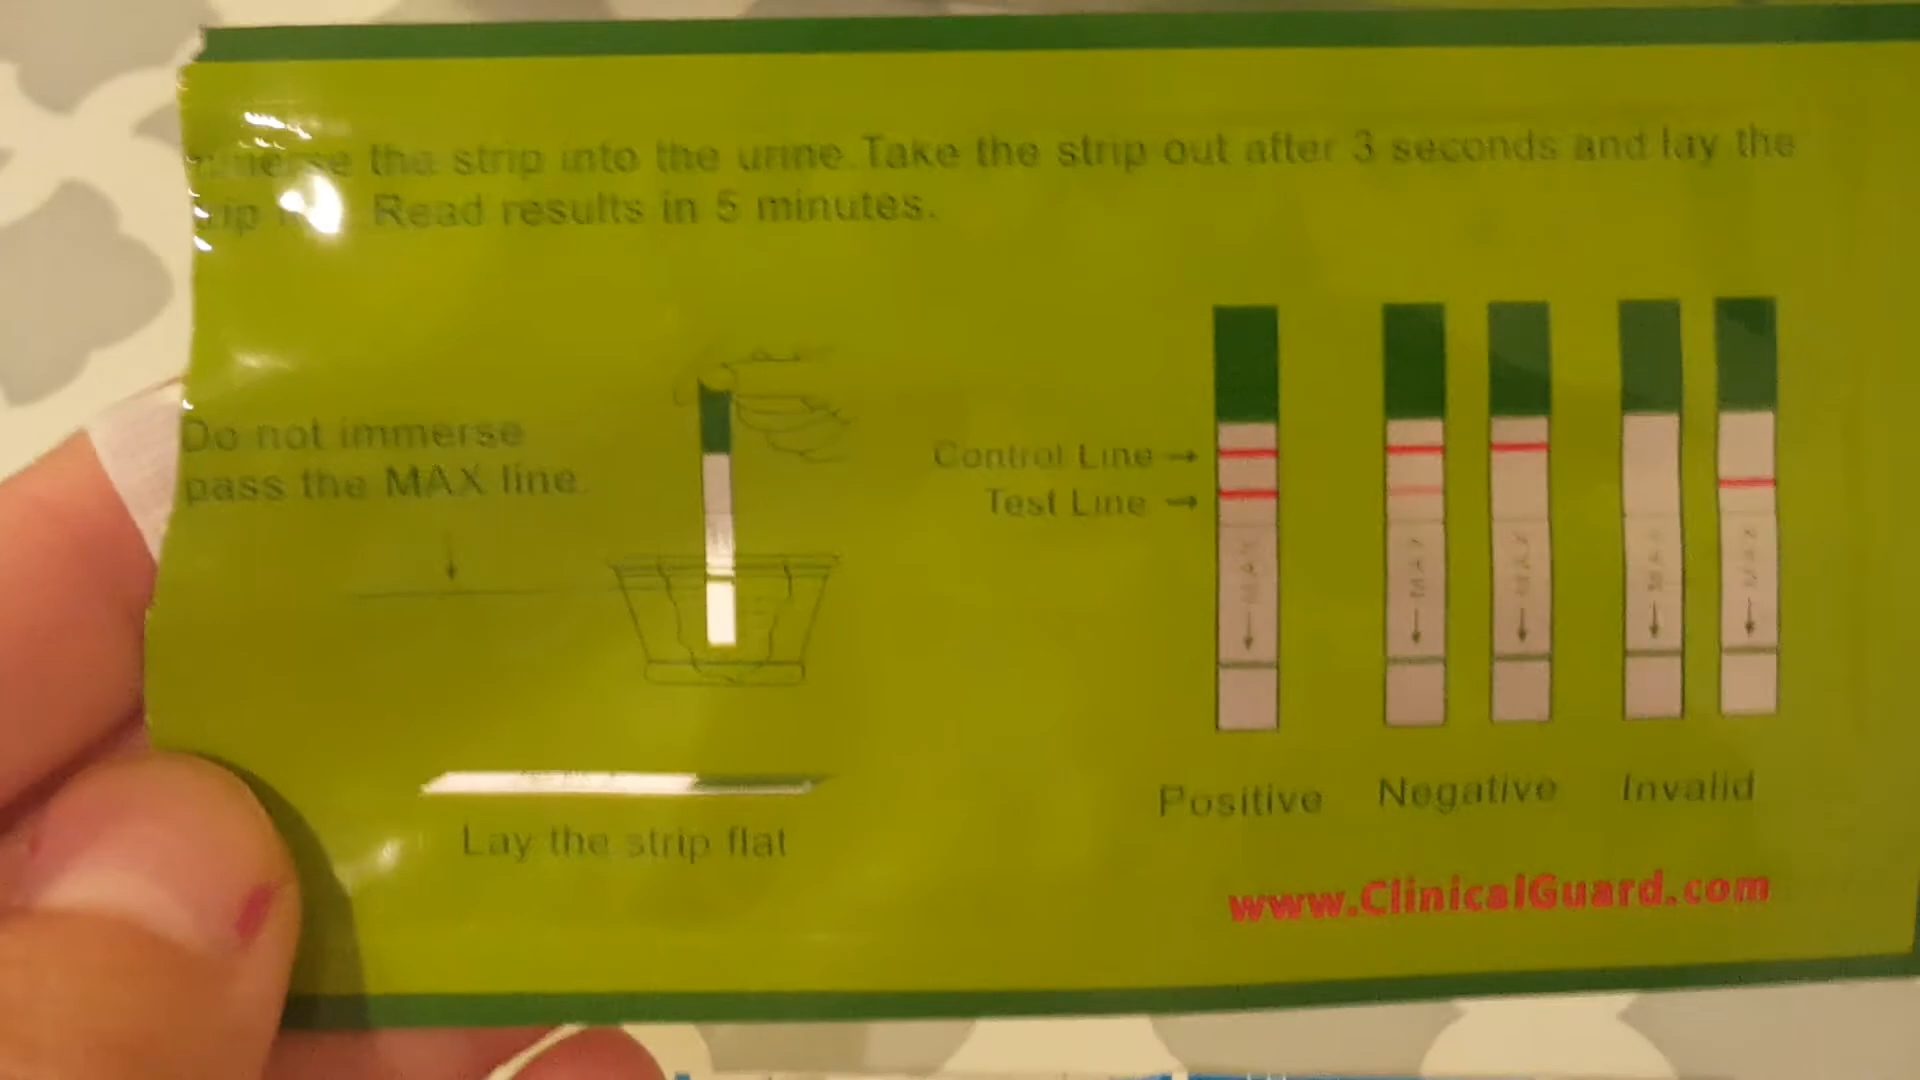 the strip into the urine. Take the strip out after 3 seconds and lay the
Read results in 5 minutes.
Do not immerse
pass the MAX line.
Control Line →
Test Line →
MAX
MAX
MAX
MAX
MAX
Positive
Negative
Invalid
Lay the strip flat
www.ClinicalGuard.com